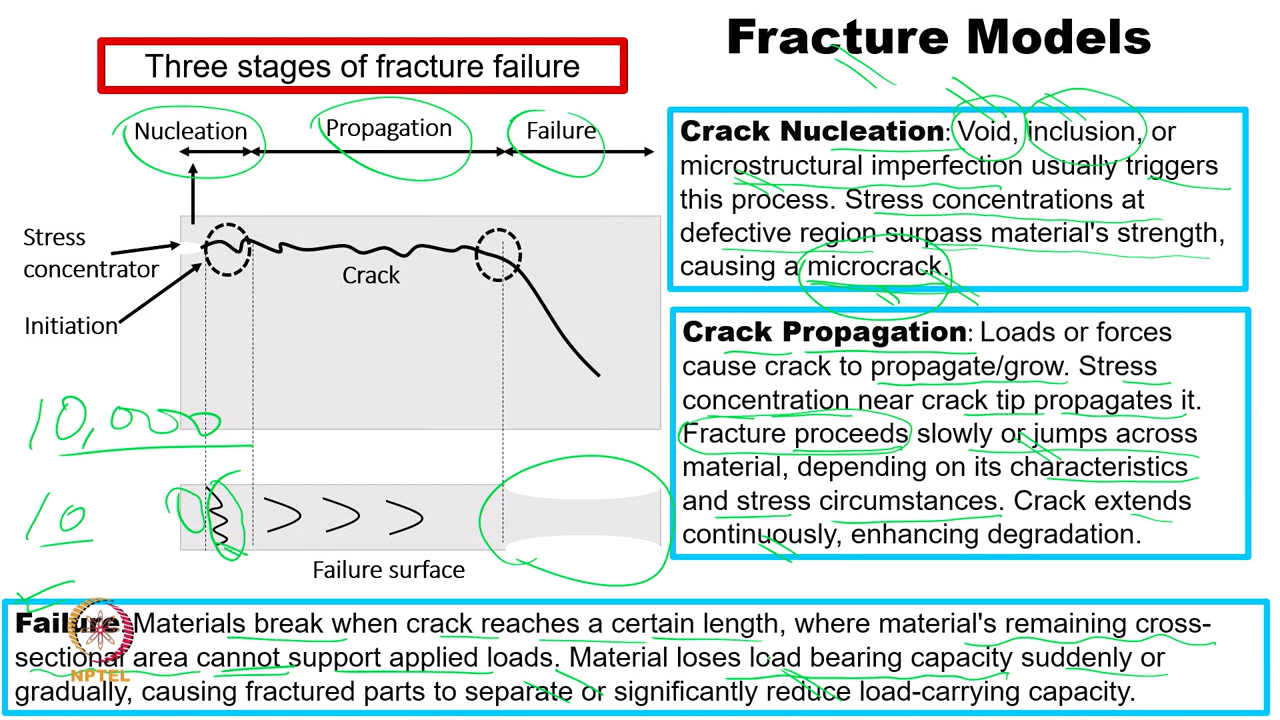 Fracture Models
Three stages of fracture failure
Nucleation
Propagation
Failure
Stress
concentrator
Initiation
Crack
10,000
10
Failure surface
Crack Nucleation: Void, inclusion, or
microstructural imperfection usually triggers
this process. Stress concentrations at
defective region surpass material's strength,
causing a microcrack.
Crack Propagation: Loads or forces
cause crack to propagate/grow. Stress
concentration near crack tip propagates it.
Fracture proceeds slowly or jumps across
material, depending on its characteristics
and stress circumstances. Crack extends
continuously, enhancing degradation.
Failure: Materials break when crack reaches a certain length, where material's remaining cross-
sectional area cannot support applied loads. Material loses load bearing capacity suddenly or
gradually, causing fractured parts to separate or significantly reduce load-carrying capacity.
NPTEL